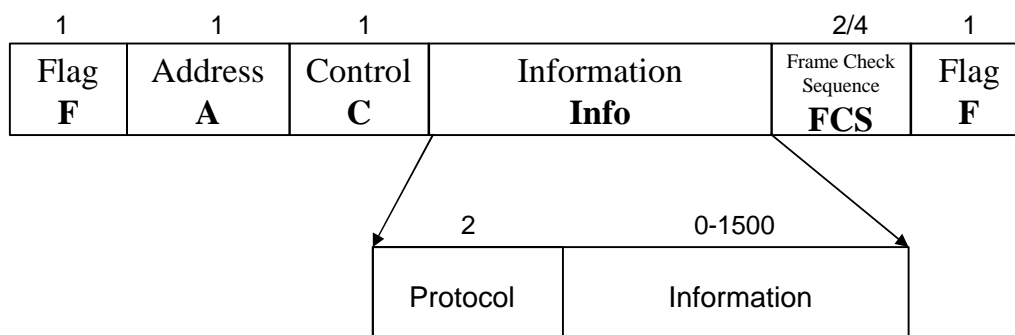 1 1 1 2/4 1
Flag Address Control Information Frame Check Sequence Flag
F A C Info FCS F
2 0-1500
Protocol Information